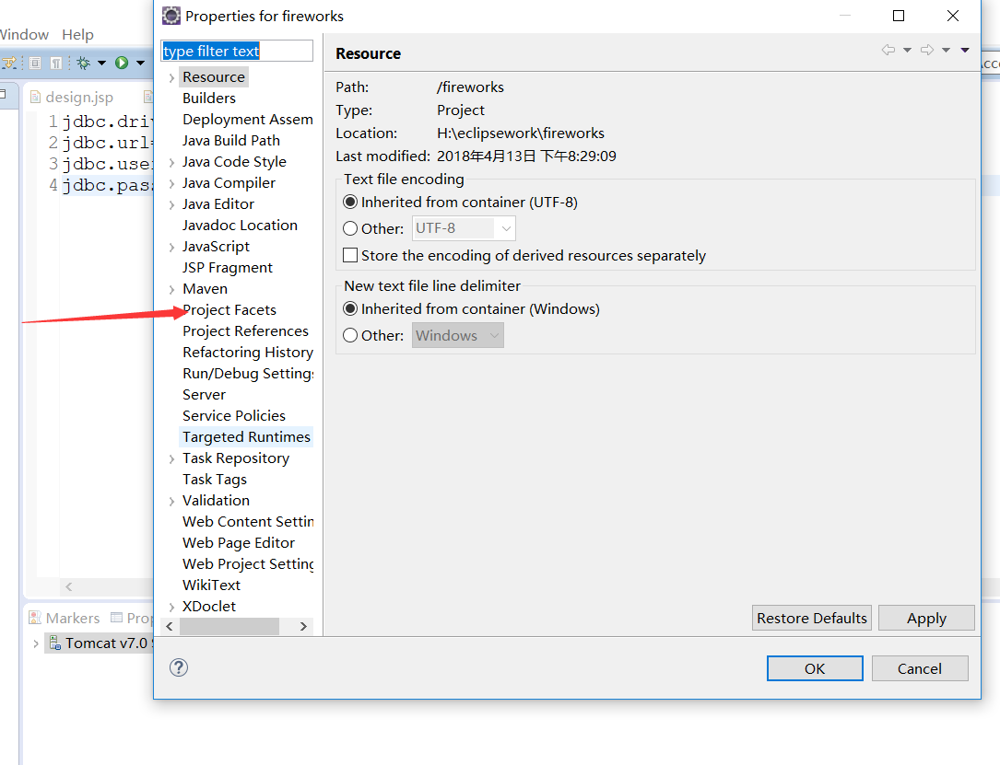 Properties for fireworks
Window Help
type filter text
Resource
Resource
Builders
Deployment Assem
Java Build Path
Java Code Style
Java Compiler
Java Editor
Javadoc Location
JavaScript
JSP Fragment
Maven
Project Facets
Project References
Refactoring History
Run/Debug Settings
Server
Service Policies
Targeted Runtimes
Task Repository
Task Tags
Validation
Web Content Settin
Web Page Editor
Web Project Setting
WikiText
XDoclet
Path: /fireworks
Type: Project
Location: H:\eclipsework\fireworks
Last modified: 2018年4月13日 下午8:29:09
Text file encoding
Inherited from container (UTF-8)
Other: UTF-8
Store the encoding of derived resources separately
New text file line delimiter
Inherited from container (Windows)
Other: Windows
Restore Defaults Apply
OK Cancel
design.jsp
1 jdbc.dri
2 jdbc.url=
3 jdbc.use
4 jdbc.pas
Markers Prop
Tomcat v7.0